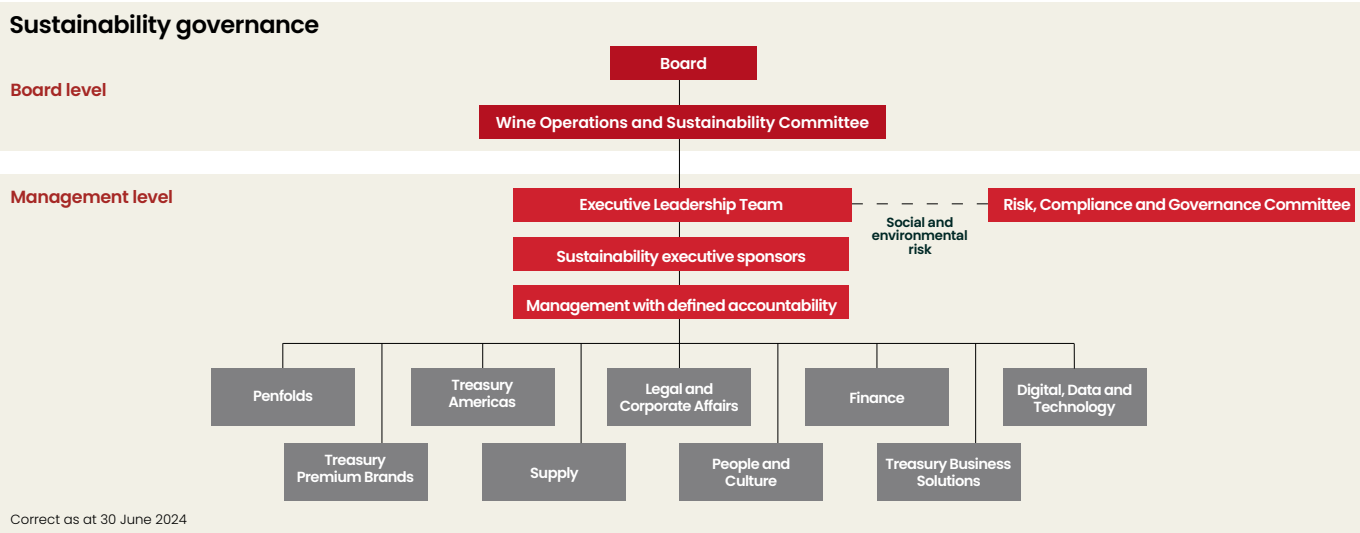 Sustainability governance
Board level
Board
Wine Operations and Sustainability Committee
Management level
Executive Leadership Team
Risk, Compliance and Governance Committee
Social and
environmental
risk
Sustainability executive sponsors
Management with defined accountability
Penfolds
Treasury
Americas
Legal and
Corporate Affairs
Finance
Digital, Data and
Technology
Treasury
Premium Brands
Supply
People and
Culture
Treasury Business
Solutions
Correct as at 30 June 2024